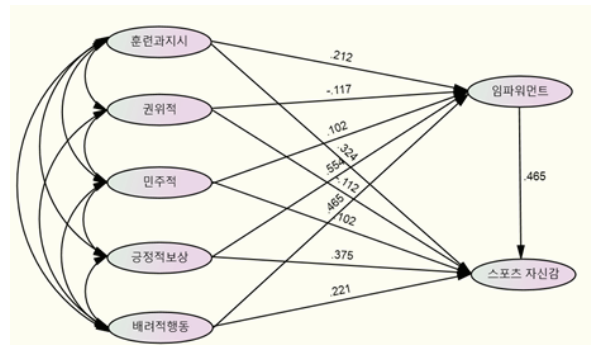 훈련과지시
.212
임파워먼트
권위적
-.117
.102
.324
.554
-.112
.465
.465
민주적
.102
긍정적보상
.375
스포츠 자신감
.221
배려적행동